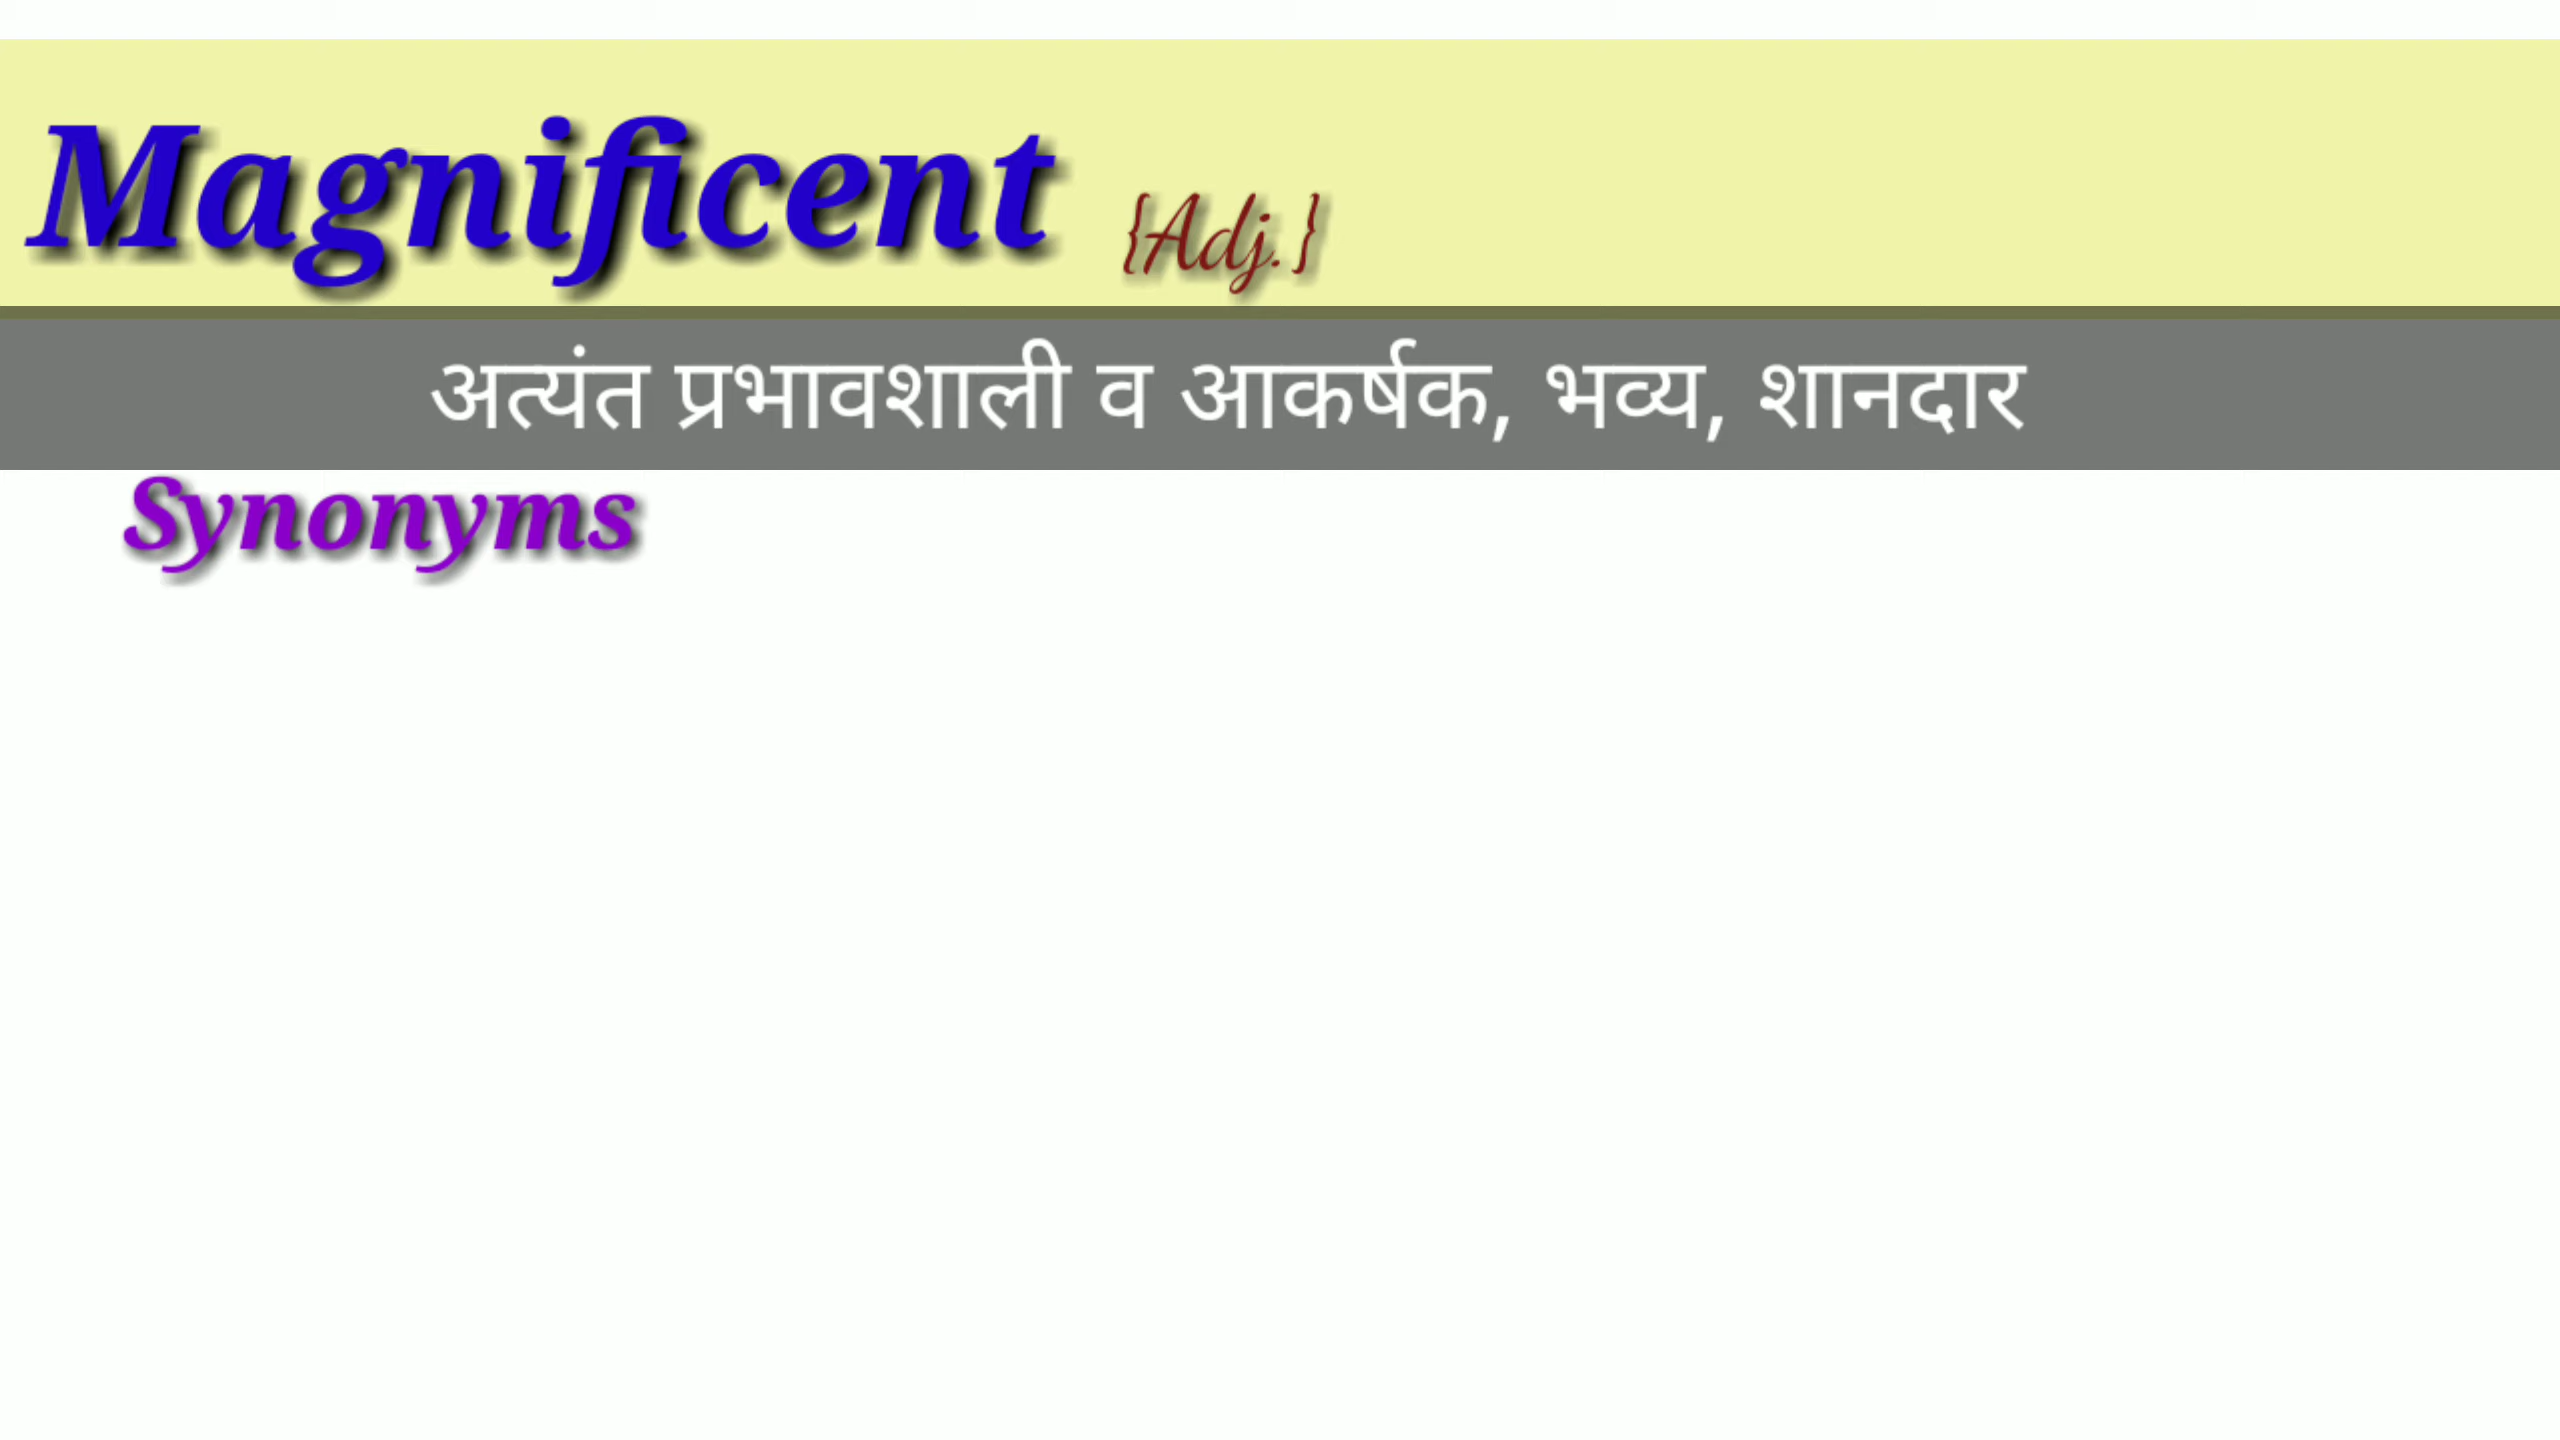 Magnificent {Adj.}
अत्यंत प्रभावशाली व आकर्षक, भव्य, शानदार
Synonyms